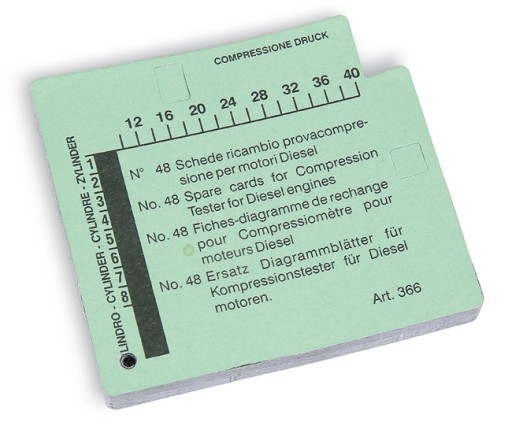 COMPRESSIONE DRUCK
12 16 20 24 28 32 36 40
LINDRO - CYLINDER - CYLINDRE - ZYLINDER
1
2
3
4
5
6
7
8
N° 48 Schede ricambio provacompre-
sione per motori Diesel
No. 48 Spare cards for Compression
Tester for Diesel engines
No. 48 Fiches-diagramme de rechange
pour Compressiomètre pour
moteurs Diesel
No. 48 Ersatz Diagrammblätter für
Kompressionstester für Diesel
motoren.
Art. 366